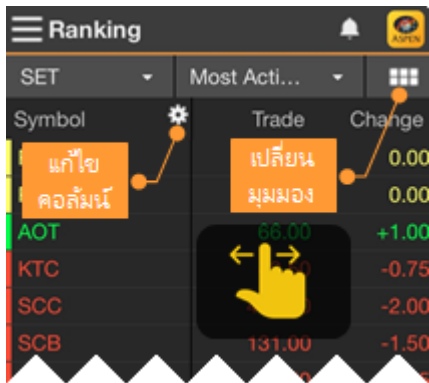 Ranking
ASPEN
SET Most Acti...
Symbol Trade Change
แก้ไข
คอลัมน์
เปลี่ยน
มุมมอง
0.00
0.00
AOT 66.00 +1.00
KTC -0.75
SCC -2.00
SCB 131.00 -1.50